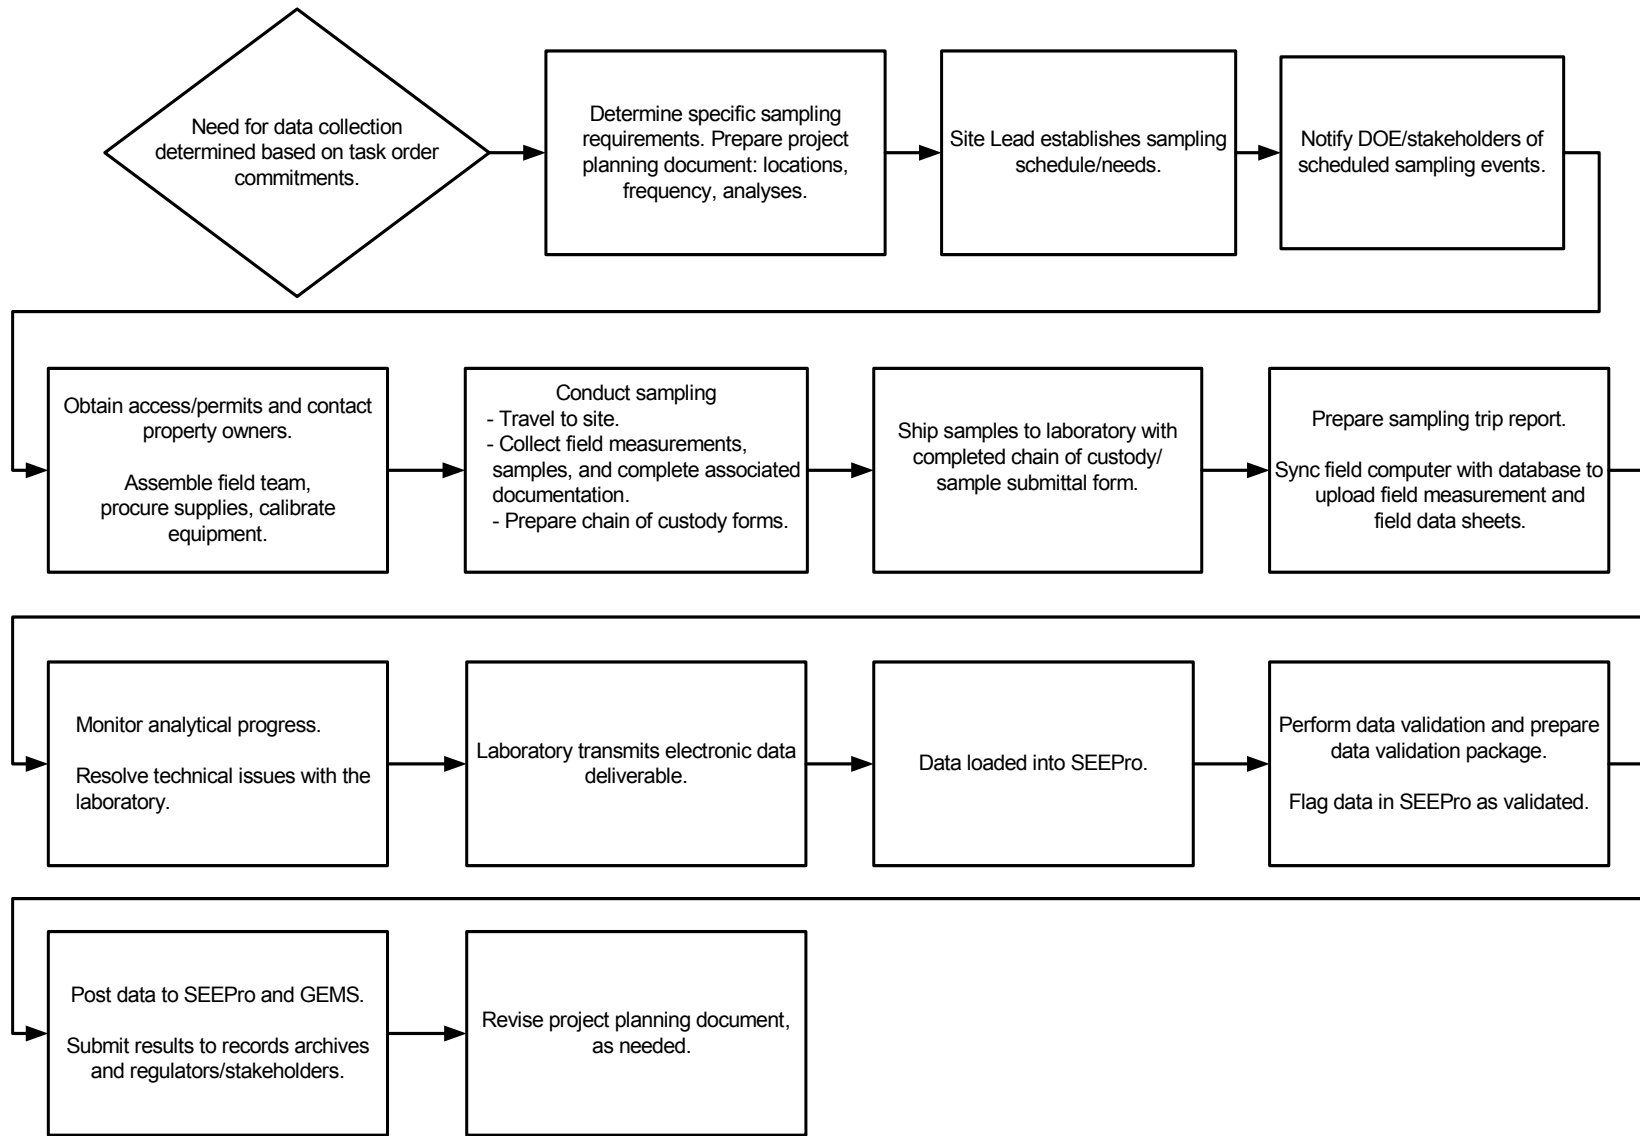 Need for data collection
determined based on task order
commitments.
Determine specific sampling
requirements. Prepare project
planning document: locations,
frequency, analyses.
Site Lead establishes sampling
schedule/needs.
Notify DOE/stakeholders of
scheduled sampling events.
Obtain access/permits and contact
property owners.
Assemble field team,
procure supplies, calibrate
equipment.
Conduct sampling
- Travel to site.
- Collect field measurements,
samples, and complete associated
documentation.
- Prepare chain of custody forms.
Ship samples to laboratory with
completed chain of custody/
sample submittal form.
Prepare sampling trip report.
Sync field computer with database to
upload field measurement and
field data sheets.
Monitor analytical progress.
Resolve technical issues with the
laboratory.
Laboratory transmits electronic data
deliverable.
Data loaded into SEEPro.
Perform data validation and prepare
data validation package.
Flag data in SEEPro as validated.
Post data to SEEPro and GEMS.
Submit results to records archives
and regulators/stakeholders.
Revise project planning document,
as needed.